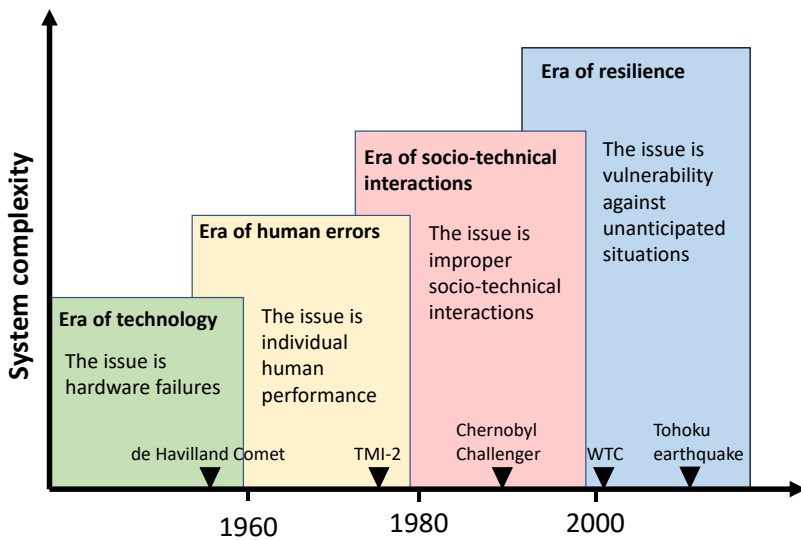 System complexity
Era of technology
The issue is
hardware failures
Era of human errors
The issue is
individual
human
performance
Era of socio-technical
interactions
The issue is
improper
socio-technical
interactions
Era of resilience
The issue is
vulnerability
against
unanticipated
situations
de Havilland Comet
TMI-2
Chernobyl
Challenger
WTC
Tohoku
earthquake
1960
1980
2000